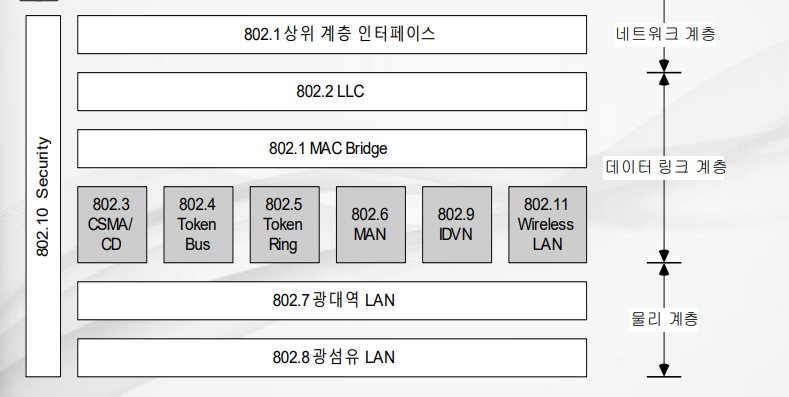 802.10 Security
802.1 상위 계층 인터페이스
네트워크 계층
802.2 LLC
802.1 MAC Bridge
데이터 링크 계층
802.3
CSMA/
CD
802.4
Token
Bus
802.5
Token
Ring
802.6
MAN
802.9
IDVN
802.11
Wireless
LAN
802.7 광대역 LAN
물리 계층
802.8 광섬유 LAN